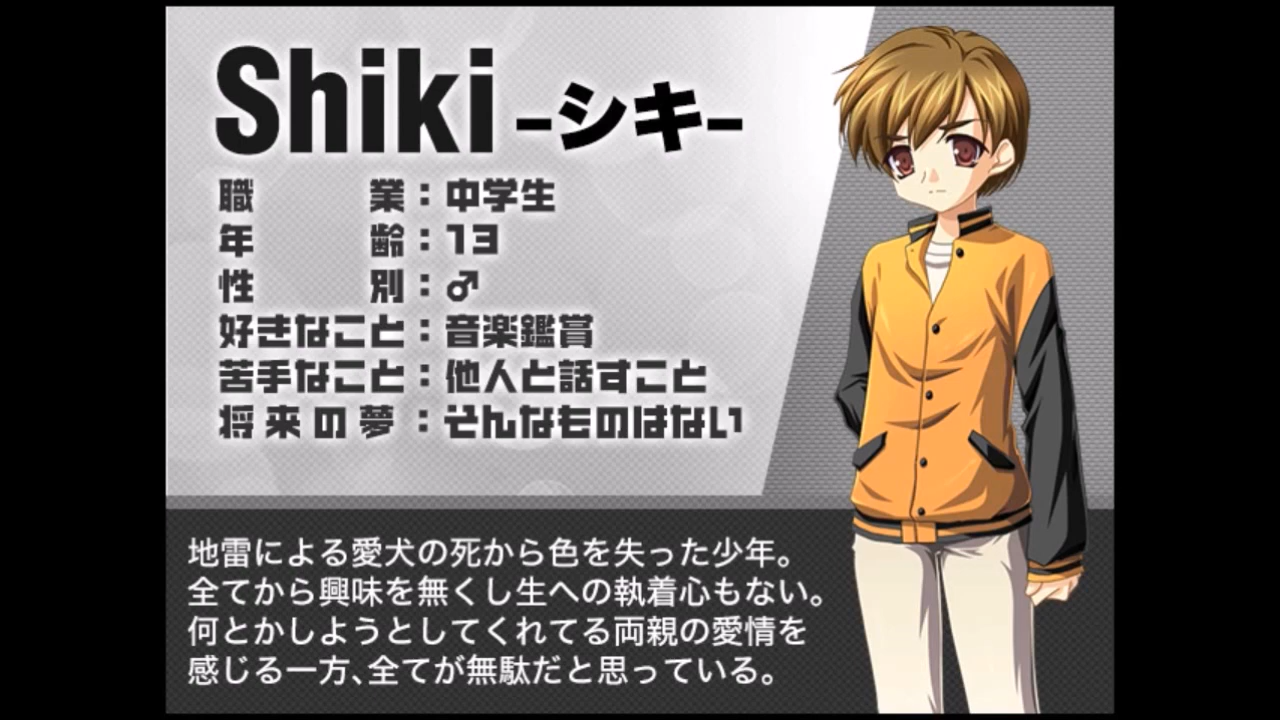 Shiki -シキ-
職業：中学生
年齢：13
性別：♂
好きなこと：音楽鑑賞
苦手なこと：他人と話すこと
将来の夢：そんなものはない
地雷による愛犬の死から色を失った少年。
全てから興味を無くし生への執着心もない。
何とかしようとしてくれてる両親の愛情を
感じる一方、全てが無駄だと思っている。